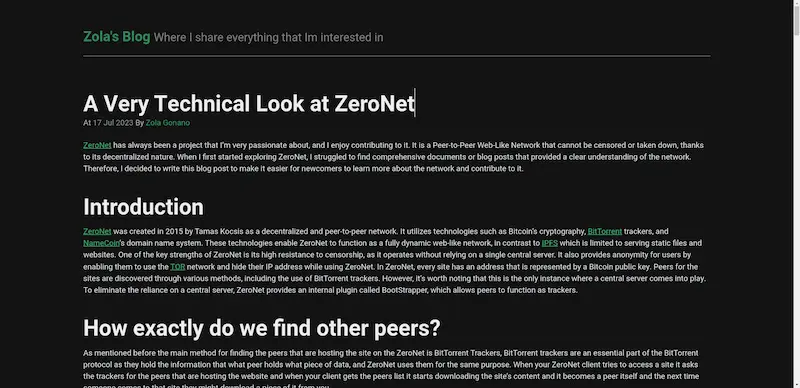 Zola's Blog Where I share everything that Im interested in
A Very Technical Look at ZeroNet
At 17 Jul 2023 By Zola Gonano
ZeroNet has always been a project that I'm very passionate about, and I enjoy contributing to it. It is a Peer-to-Peer Web-Like Network that cannot be censored or taken down, thanks
to its decentralized nature. When I first started exploring ZeroNet, I struggled to find comprehensive documents or blog posts that provided a clear understanding of the network.
Therefore, I decided to write this blog post to make it easier for newcomers to learn more about the network and contribute to it.
Introduction
ZeroNet was created in 2015 by Tamas Kocsis as a decentralized and peer-to-peer network. It utilizes technologies such as Bitcoin's cryptography, BitTorrent trackers, and
NameCoin's domain name system. These technologies enable ZeroNet to function as a fully dynamic web-like network, in contrast to IPFS which is limited to serving static files and
websites. One of the key strengths of ZeroNet is its high resistance to censorship, as it operates without relying on a single central server. It also provides anonymity for users by
enabling them to use the TOR network and hide their IP address while using ZeroNet. In ZeroNet, every site has an address that is represented by a Bitcoin public key. Peers for the
sites are discovered through various methods, including the use of BitTorrent trackers. However, it's worth noting that this is the only instance where a central server comes into play.
To eliminate the reliance on a central server, ZeroNet provides an internal plugin called BootStrapper, which allows peers to function as trackers.
How exactly do we find other peers?
As mentioned before the main method for finding the peers that are hosting the site on the ZeroNet is BitTorrent Trackers, BitTorrent trackers are an essential part of the BitTorrent
protocol as they hold the information that what peer holds what piece of data, and ZeroNet uses them for the same purpose. When your ZeroNet client tries to access a site it asks
the trackers for the peers that are hosting the website and when your client gets the peers list it starts downloading the site's content and it becomes a peer itself and the next time
someone comes to that site they might download a piece of it from you.